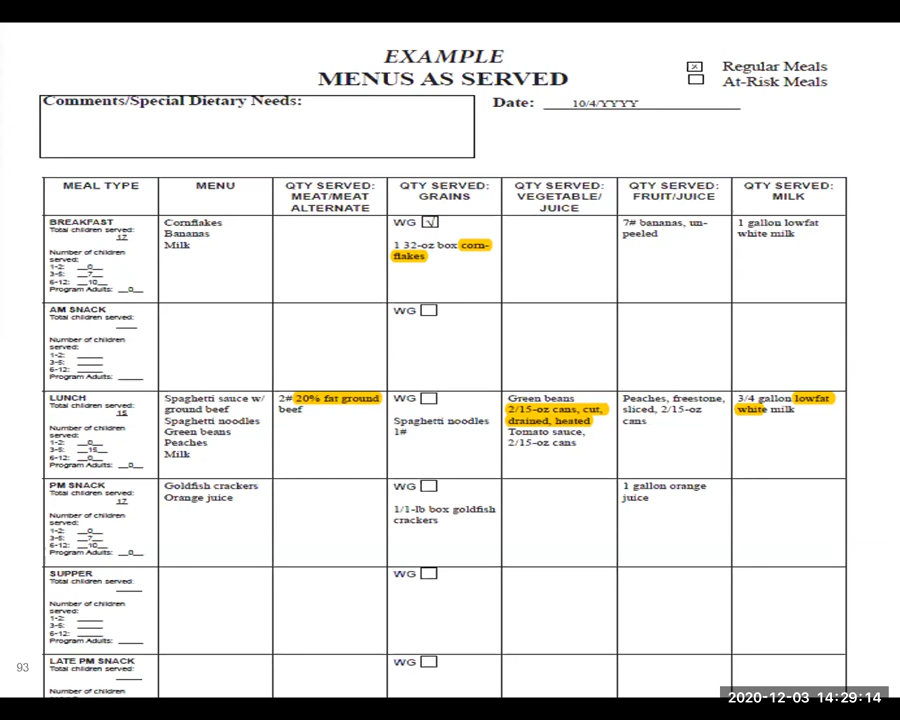 EXAMPLE
MENUS AS SERVED
Regular Meals
At-Risk Meals
Comments/Special Dietary Needs:
Date: 10/4/YYYY
MEAL TYPE
MENU
QTY SERVED:
MEAT/MEAT
ALTERNATE
QTY SERVED:
GRAINS
QTY SERVED:
VEGETABLE/
JUICE
QTY SERVED:
FRUIT/JUICE
QTY SERVED:
MILK
BREAKFAST
Total children served:
17
Number of children
served:
1-2: 0
3-5: 7
6-12: 10
Program Adults: 0
Cornflakes
Bananas
Milk
WG √
1 32-oz box corn-
flakes
7# bananas, un-
peeled
1 gallon lowfat
white milk
AM SNACK
Total children served:
Number of children
served:
1-2:
3-5:
6-12:
Program Adults:
WG
LUNCH
Total children served:
15
Number of children
served:
1-2: 0
3-5: 15
6-12: 0
Program Adults: 0
Spaghetti sauce w/
ground beef
Spaghetti noodles
Green beans
Peaches
Milk
2# 20% fat ground
beef
WG
Spaghetti noodles
1#
Green beans
2/15-oz cans, cut,
drained, heated
Tomato sauce,
2/15-oz cans
Peaches, freestone,
sliced, 2/15-oz
cans
3/4 gallon lowfat
white milk
PM SNACK
Total children served:
17
Number of children
served:
1-2: 0
3-5: 7
6-12: 10
Program Adults: 0
Goldfish crackers
Orange juice
WG
1/1-lb box goldfish
crackers
1 gallon orange
juice
SUPPER
Total children served:
Number of children
served:
1-2:
3-5:
6-12:
Program Adults:
WG
LATE PM SNACK
Total children served:
Number of children
WG
93
2020-12-03 14:29:14